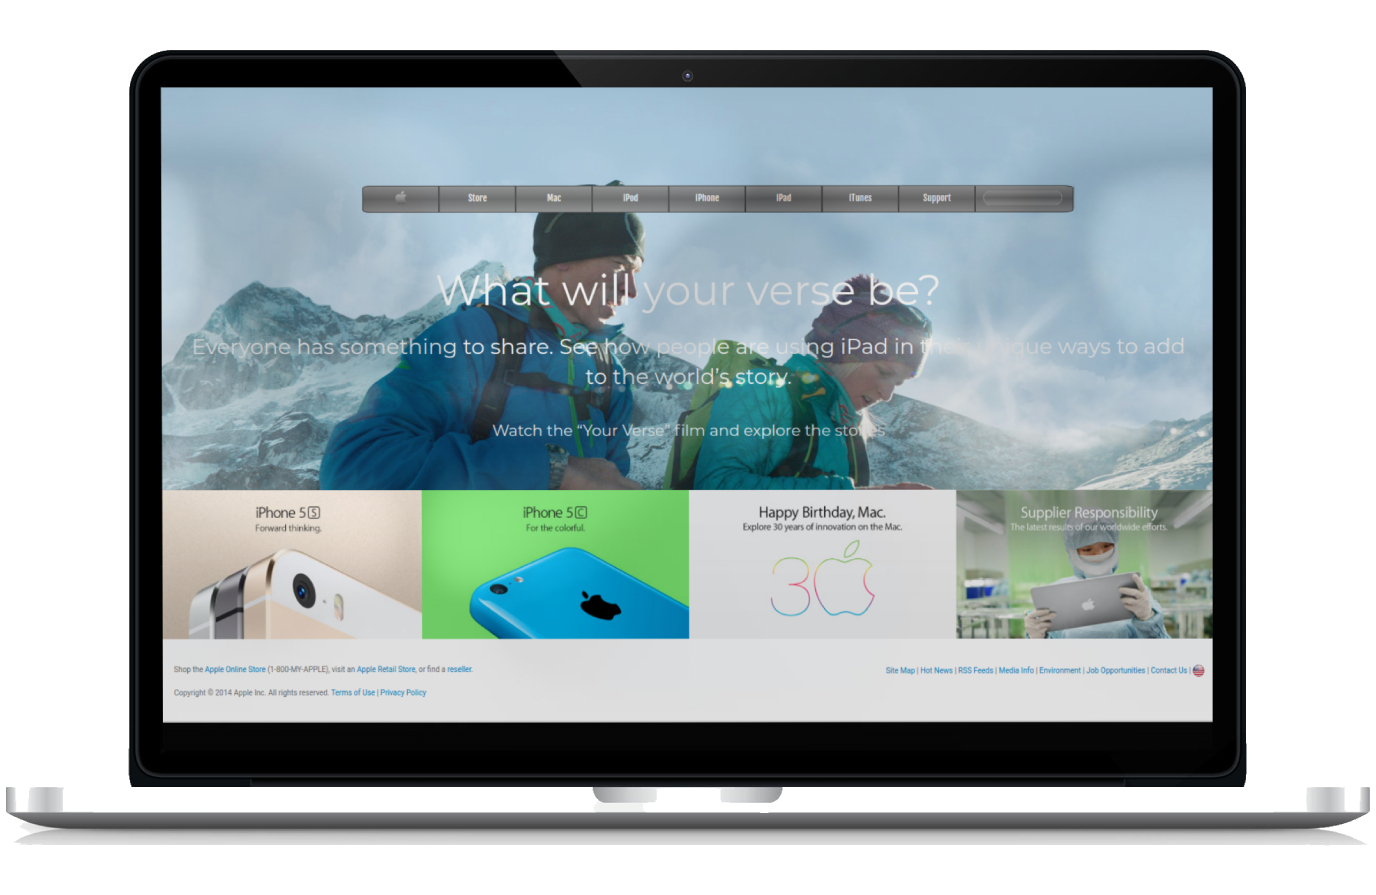 Store Mac iPod iPhone iPad iTunes Support
What will your verse be?
Everyone has something to share. See how people are using iPad in their unique ways to add
to the world's story.
Watch the “Your Verse” film and explore the stories
iPhone 5S
Forward thinking.
iPhone 5C
For the colorful.
Happy Birthday, Mac.
Explore 30 years of innovation on the Mac.
30
Supplier Responsibility
The latest results of our worldwide efforts.
Shop the Apple Online Store (1-800-MY-APPLE), visit an Apple Retail Store, or find a reseller.
Site Map | Hot News | RSS Feeds | Media Info | Environment | Job Opportunities | Contact Us |
Copyright © 2014 Apple Inc. All rights reserved. Terms of Use | Privacy Policy